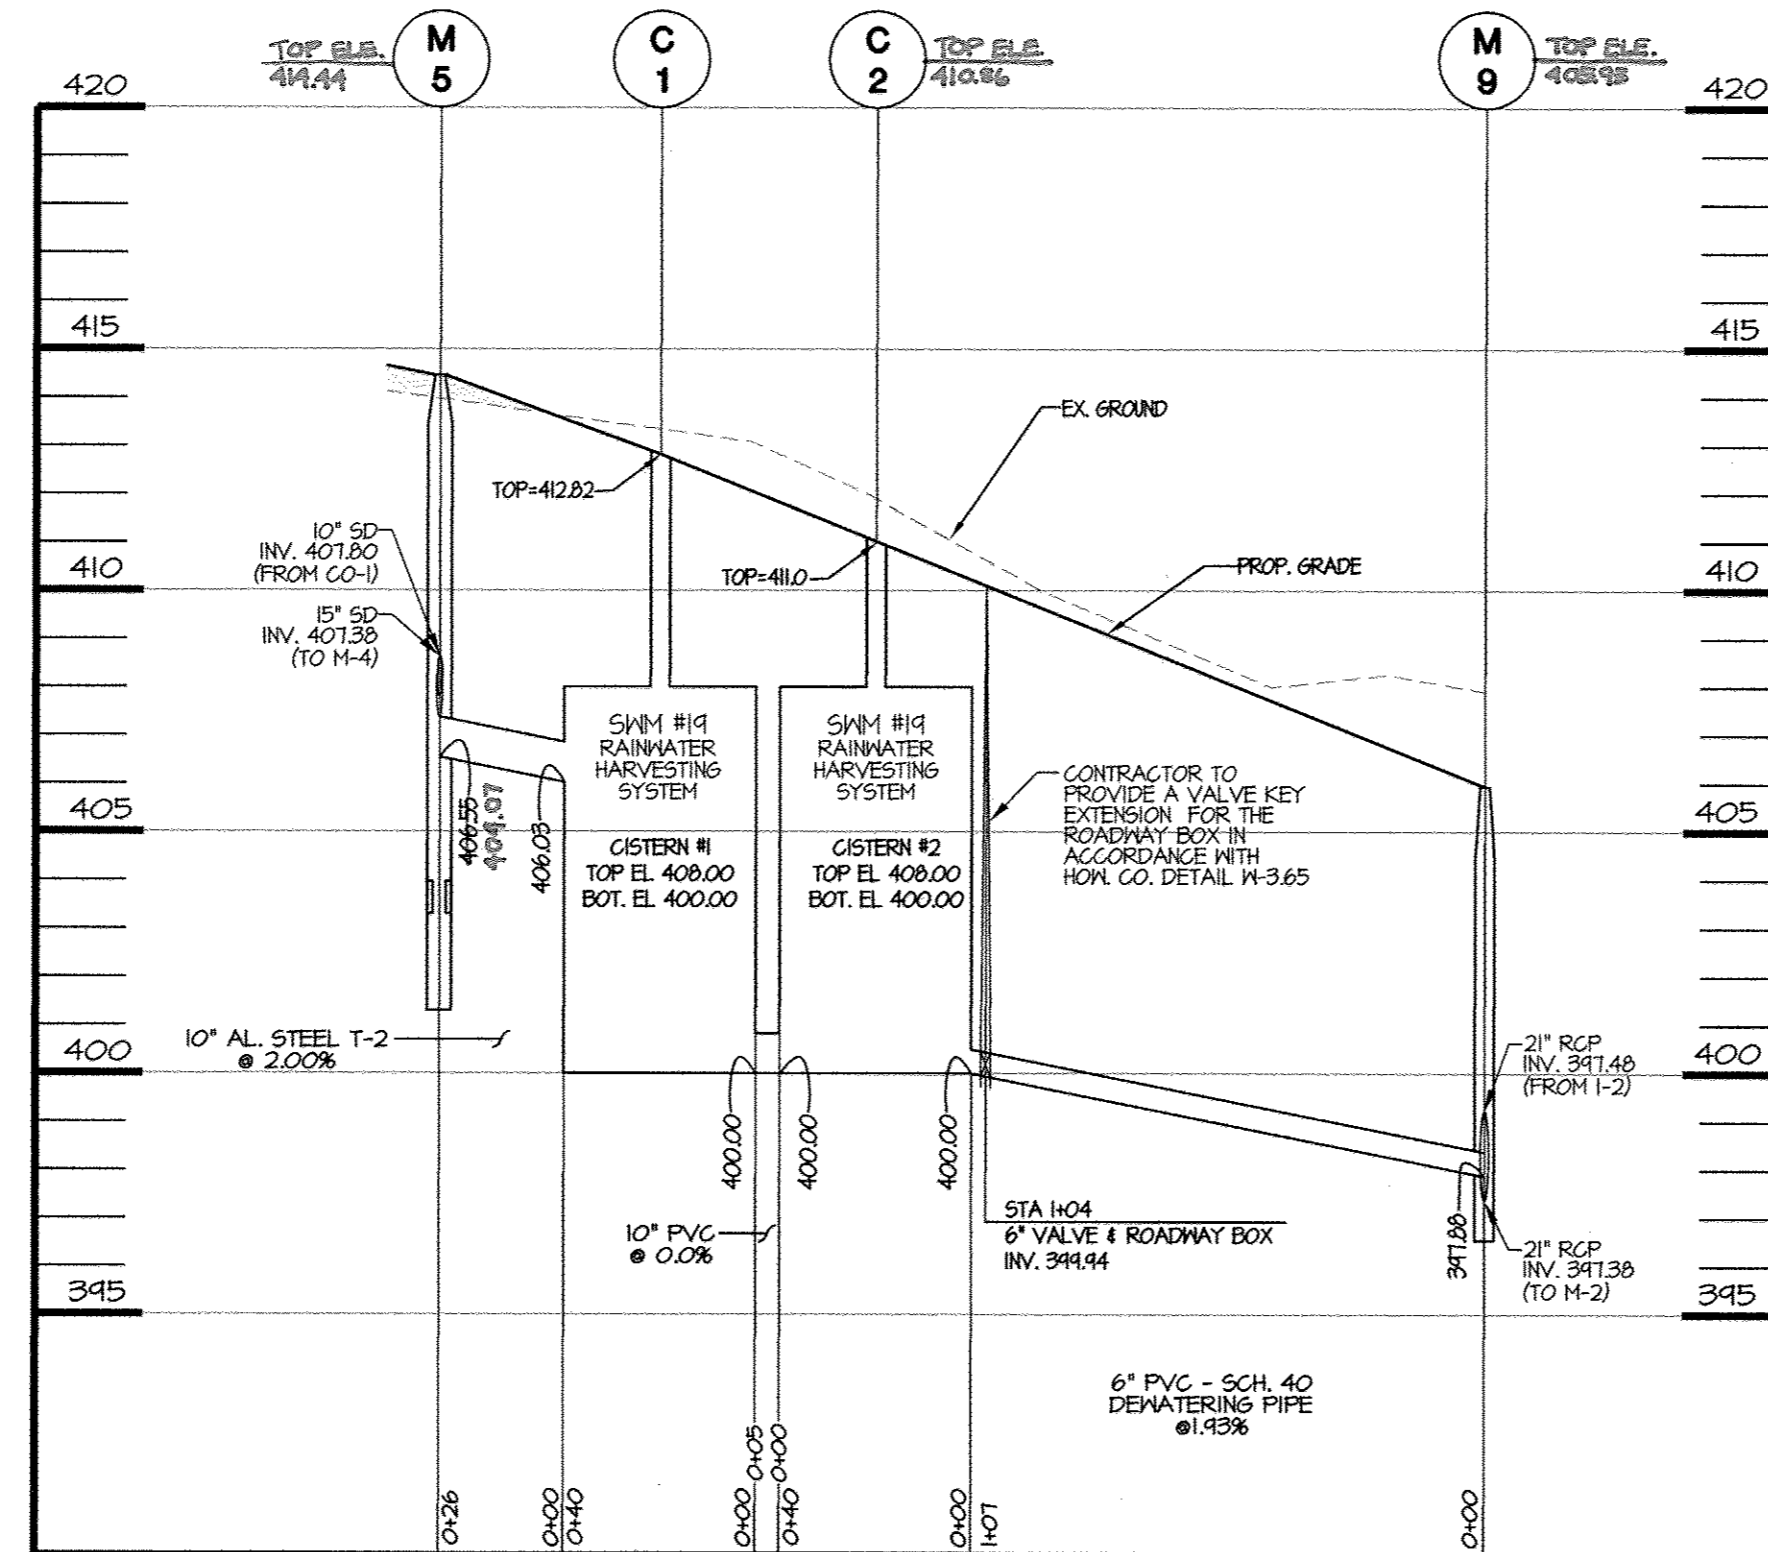 TOP ELE.
414.44
M
5
C
1
C
2
TOP ELE.
410.86
M
9
TOP ELE.
420
420
415
415
EX. GROUND
TOP=412.82
10" SD
INV. 407.80
(FROM CO-1)
410
TOP=411.0
PROP. GRADE
410
15" SD
INV. 407.38
(TO M-4)
SWM #19
RAINWATER
HARVESTING
SYSTEM
SWM #19
RAINWATER
HARVESTING
SYSTEM
CONTRACTOR TO
PROVIDE A VALVE KEY
EXTENSION FOR THE
ROADWAY BOX IN
ACCORDANCE WITH
HOW. CO. DETAIL W-3.65
405
406.55
404.07
406.03
405
CISTERN #1
TOP EL 408.00
BOT. EL 400.00
CISTERN #2
TOP EL 408.00
BOT. EL 400.00
10" AL. STEEL T-2
@ 2.00%
400
400
21" RCP
INV. 397.48
(FROM I-2)
400.00
400.00
400.00
STA 1+04
6" VALVE & ROADWAY BOX
INV. 399.94
10" PVC
@ 0.0%
397.88
21" RCP
INV. 397.38
(TO M-2)
395
395
6" PVC - SCH. 40
DEWATERING PIPE
@1.93%
0+26
0+00
0+40
0+00
0+05
0+00
0+40
0+00
1+07
0+00